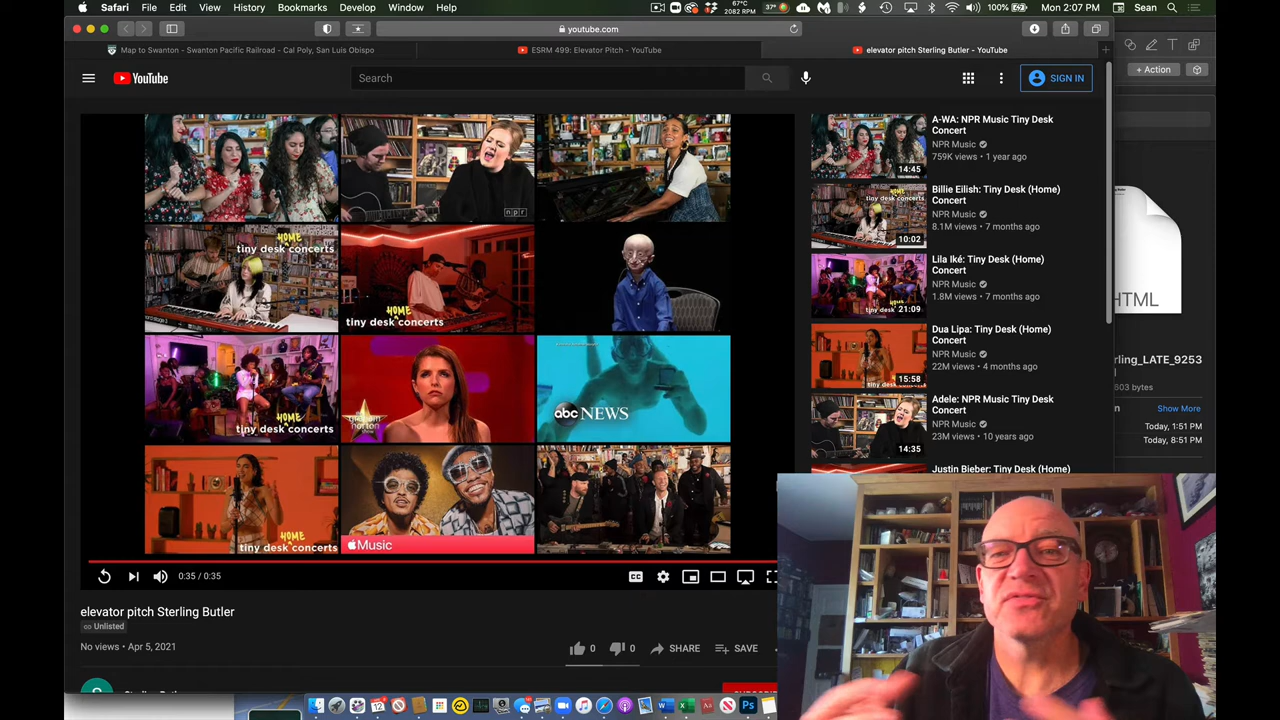 Safari File Edit View History Bookmarks Develop Window Help
67°C
2082 RPM
37°
100%
Mon 2:07 PM Sean
youtube.com
Map to Swanton - Swanton Pacific Railroad - Cal Poly, San Luis Obispo
ESRM 499: Elevator Pitch - YouTube
elevator pitch Sterling Butler - YouTube
+ Action
YouTube
Search
SIGN IN
npr
HOME
tiny desk concerts
HOME
tiny desk concerts
HOME
tiny desk concerts
abc NEWS
HOME
tiny desk concerts
Music
A-WA: NPR Music Tiny Desk
Concert
NPR Music
759K views • 1 year ago
14:45
Billie Eilish: Tiny Desk (Home)
Concert
NPR Music
8.1M views • 7 months ago
10:02
Lila Iké: Tiny Desk (Home)
Concert
NPR Music
1.8M views • 7 months ago
21:09
Dua Lipa: Tiny Desk (Home)
Concert
NPR Music
22M views • 4 months ago
15:58
Adele: NPR Music Tiny Desk
Concert
NPR Music
23M views • 10 years ago
14:35
Justin Bieber: Tiny Desk (Home)
HTML
rling_LATE_9253
603 bytes
Show More
Today, 1:51 PM
Today, 8:51 PM
0:35 / 0:35
CC
elevator pitch Sterling Butler
Unlisted
No views • Apr 5, 2021
0 0 SHARE SAVE